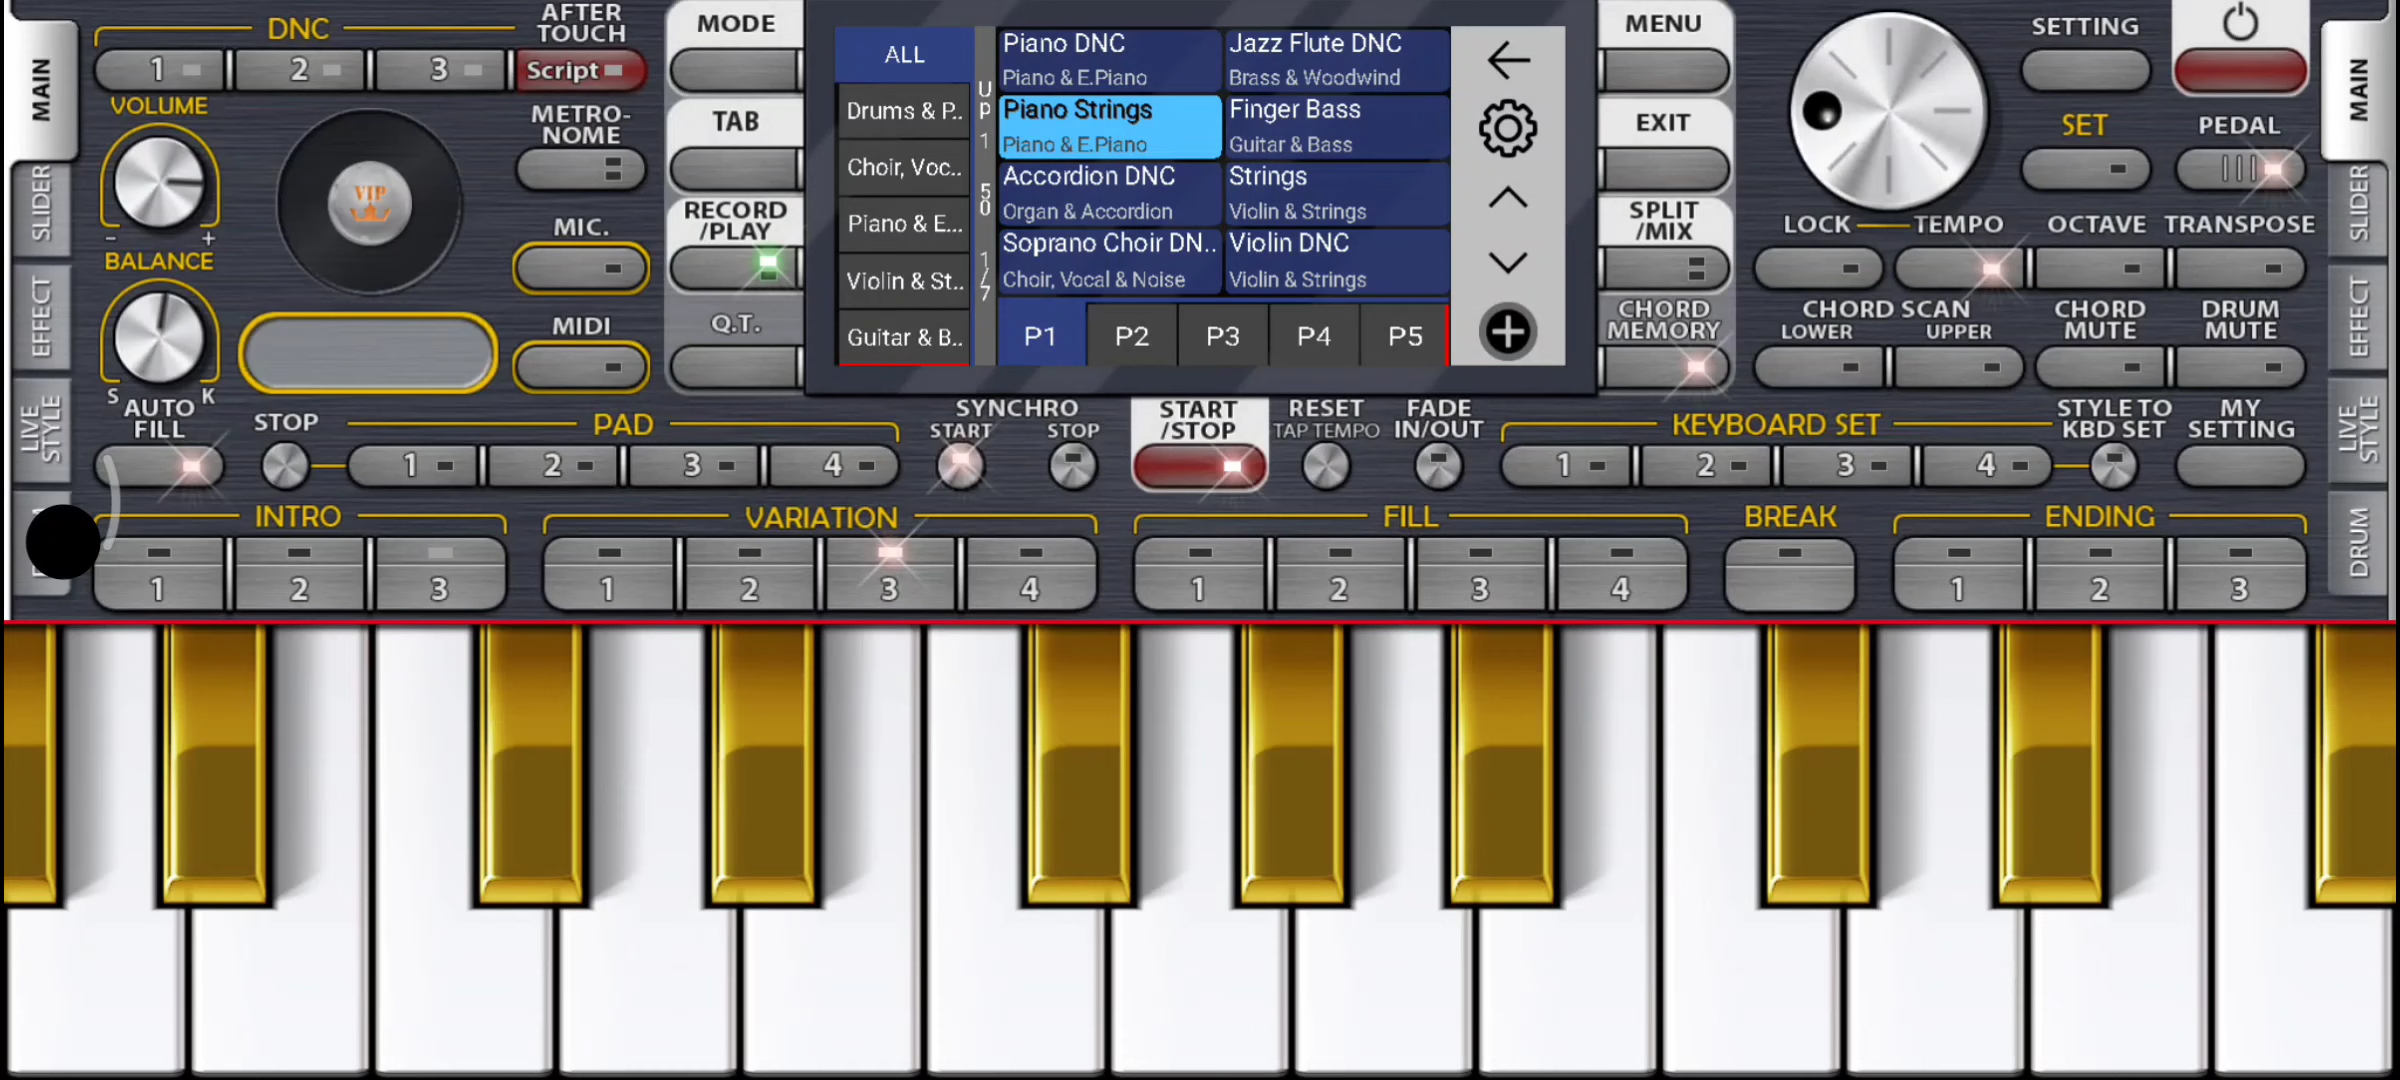 DNC
AFTER
TOUCH
1
2
3
Script
VOLUME
- +
BALANCE
S K
VIP
METRO-
NOME
MIC.
MIDI
MAIN
SLIDER
EFFECT
LIVE
STYLE
MODE
TAB
RECORD
/PLAY
Q.T.
ALL
Drums & P..
Choir, Voc..
Piano & E...
Violin & St..
Guitar & B..
Up
1
50
1/7
Piano DNC
Piano & E.Piano
Jazz Flute DNC
Brass & Woodwind
Piano Strings
Piano & E.Piano
Finger Bass
Guitar & Bass
Accordion DNC
Organ & Accordion
Strings
Violin & Strings
Soprano Choir DN..
Choir, Vocal & Noise
Violin DNC
Violin & Strings
P1
P2
P3
P4
P5
MENU
EXIT
SPLIT
/MIX
CHORD
MEMORY
SETTING
SET
PEDAL
LOCK
TEMPO
OCTAVE
TRANSPOSE
CHORD SCAN
LOWER
UPPER
CHORD
MUTE
DRUM
MUTE
MAIN
SLIDER
EFFECT
LIVE
STYLE
DRUM
AUTO
FILL
STOP
PAD
1
2
3
4
SYNCHRO
START
STOP
START
/STOP
RESET
TAP TEMPO
FADE
IN/OUT
KEYBOARD SET
1
2
3
4
STYLE TO
KBD SET
MY
SETTING
INTRO
1
2
3
VARIATION
1
2
3
4
FILL
1
2
3
4
BREAK
ENDING
1
2
3